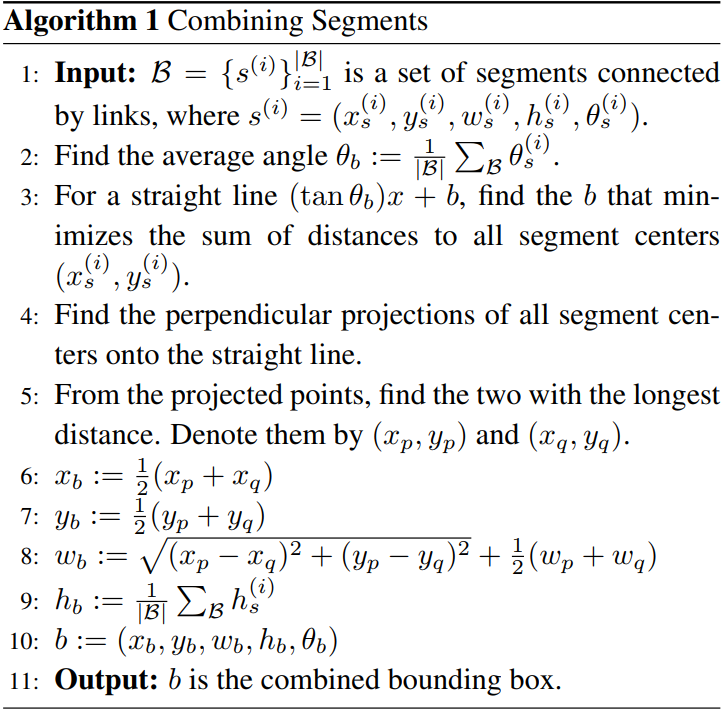 Algorithm 1 Combining Segments
1: Input: $\mathcal{B} = \{s^{(i)}\}_{i=1}^{|\mathcal{B}|}$ is a set of segments connected
by links, where $s^{(i)} = (x_s^{(i)}, y_s^{(i)}, w_s^{(i)}, h_s^{(i)}, \theta_s^{(i)})$.
2: Find the average angle $\theta_b := \frac{1}{|\mathcal{B}|} \sum_{\mathcal{B}} \theta_s^{(i)}$.
3: For a straight line $(\tan \theta_b)x + b$, find the $b$ that min-
imizes the sum of distances to all segment centers
$(x_s^{(i)}, y_s^{(i)})$.
4: Find the perpendicular projections of all segment cen-
ters onto the straight line.
5: From the projected points, find the two with the longest
distance. Denote them by $(x_p, y_p)$ and $(x_q, y_q)$.
6: $x_b := \frac{1}{2}(x_p + x_q)$
7: $y_b := \frac{1}{2}(y_p + y_q)$
8: $w_b := \sqrt{(x_p - x_q)^2 + (y_p - y_q)^2} + \frac{1}{2}(w_p + w_q)$
9: $h_b := \frac{1}{|\mathcal{B}|} \sum_{\mathcal{B}} h_s^{(i)}$
10: $b := (x_b, y_b, w_b, h_b, \theta_b)$
11: Output: $b$ is the combined bounding box.